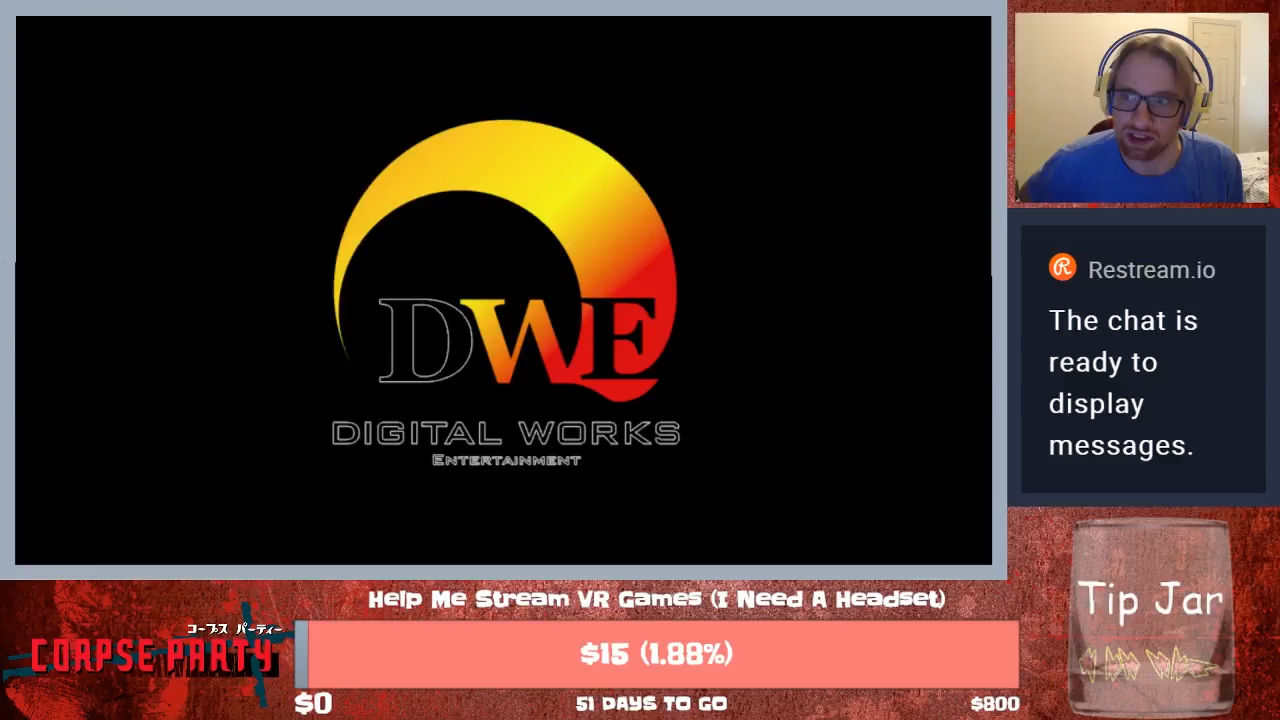 DWE
DIGITAL WORKS
ENTERTAINMENT
Restream.io
The chat is
ready to
display
messages.
Help Me Stream VR Games (I Need A Headset)
コープス パーティー
CORPSE PARTY
$15 (1.88%)
$0
51 DAYS TO GO
$800
Tip Jar